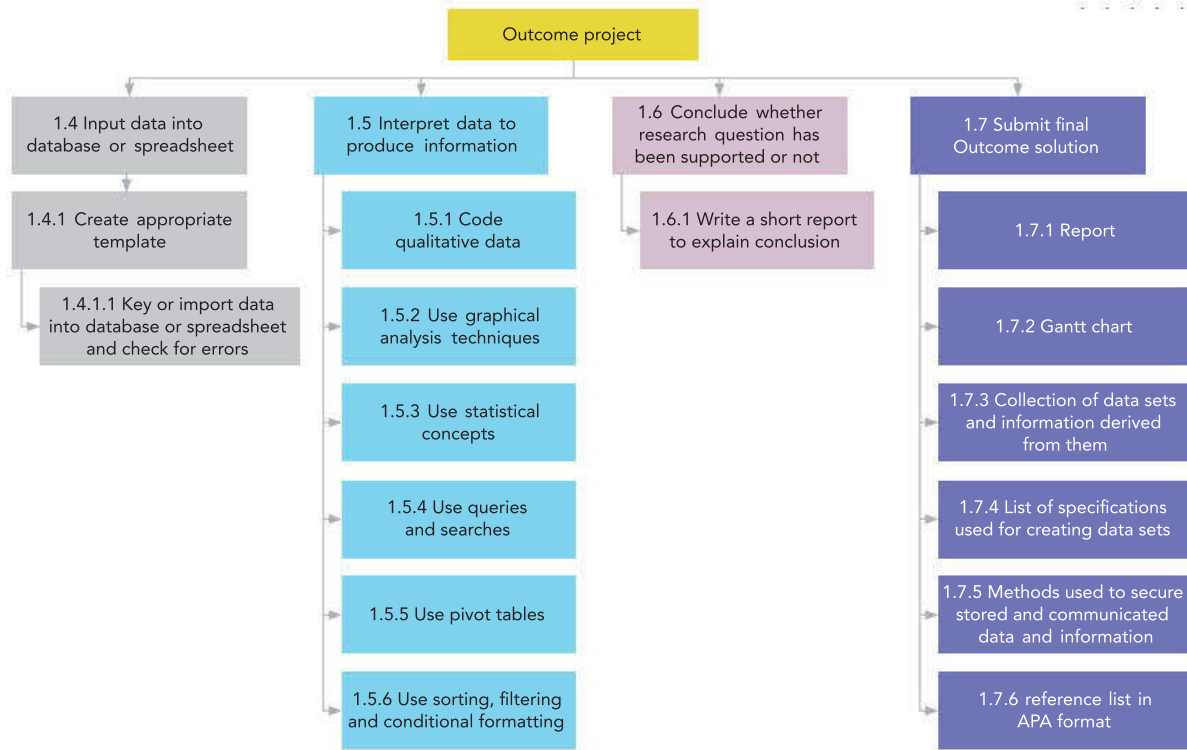 Outcome project
1.4 Input data into
database or spreadsheet
1.4.1 Create appropriate
template
1.4.1.1 Key or import data
into database or spreadsheet
and check for errors
1.5 Interpret data to
produce information
1.5.1 Code
qualitative data
1.5.2 Use graphical
analysis techniques
1.5.3 Use statistical
concepts
1.5.4 Use queries
and searches
1.5.5 Use pivot tables
1.5.6 Use sorting, filtering
and conditional formatting
1.6 Conclude whether
research question has
been supported or not
1.6.1 Write a short report
to explain conclusion
1.7 Submit final
Outcome solution
1.7.1 Report
1.7.2 Gantt chart
1.7.3 Collection of data sets
and information derived
from them
1.7.4 List of specifications
used for creating data sets
1.7.5 Methods used to secure
stored and communicated
data and information
1.7.6 reference list in
APA format